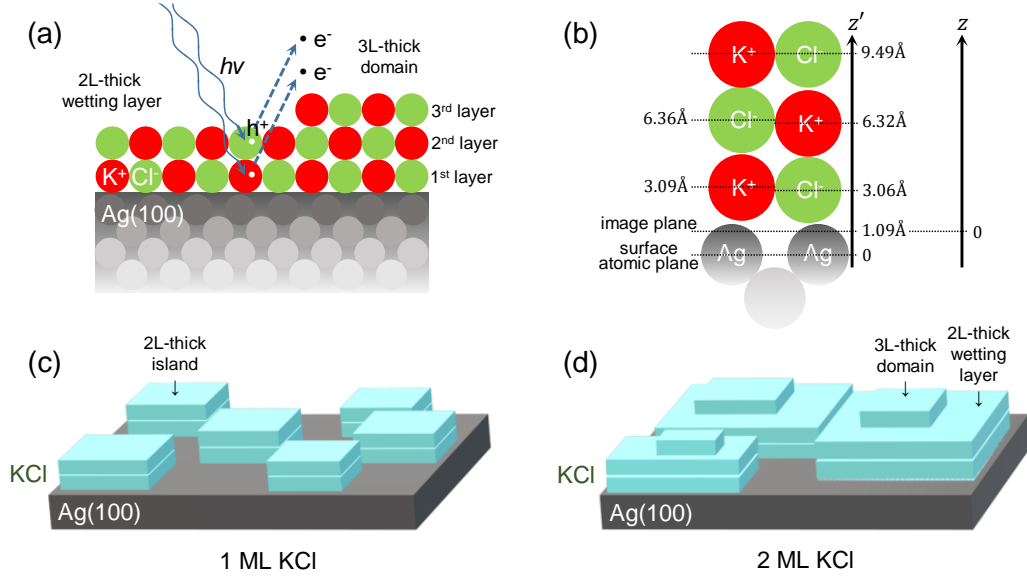 (a)
hν
e⁻
e⁻
3L-thick
domain
2L-thick
wetting layer
h⁺
3rd layer
2nd layer
1st layer
K⁺ Cl⁻
Ag(100)
(b)
z′
z
K⁺ Cl⁻
9.49Å
6.36Å
Cl⁻ K⁺
6.32Å
3.09Å
K⁺ Cl⁻
3.06Å
image plane
1.09Å
0
surface
atomic plane
Ag Ag
0
(c)
2L-thick
island
KCl
Ag(100)
1 ML KCl
(d)
3L-thick
domain
2L-thick
wetting
layer
KCl
Ag(100)
2 ML KCl